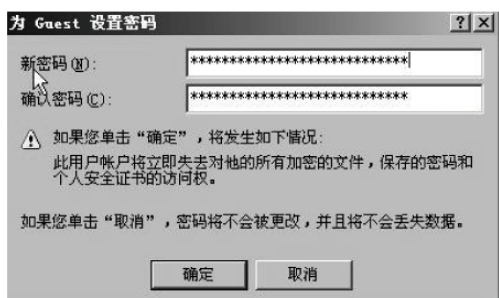 为 Guest 设置密码
新密码(N):
****************************
确认密码(C):
***************************
如果您单击“确定”，将发生如下情况:
此用户帐户将立即失去对他的所有加密的文件，保存的密码和
个人安全证书的访问权。
如果您单击“取消”，密码将不会被更改，并且将不会丢失数据。
确定
取消